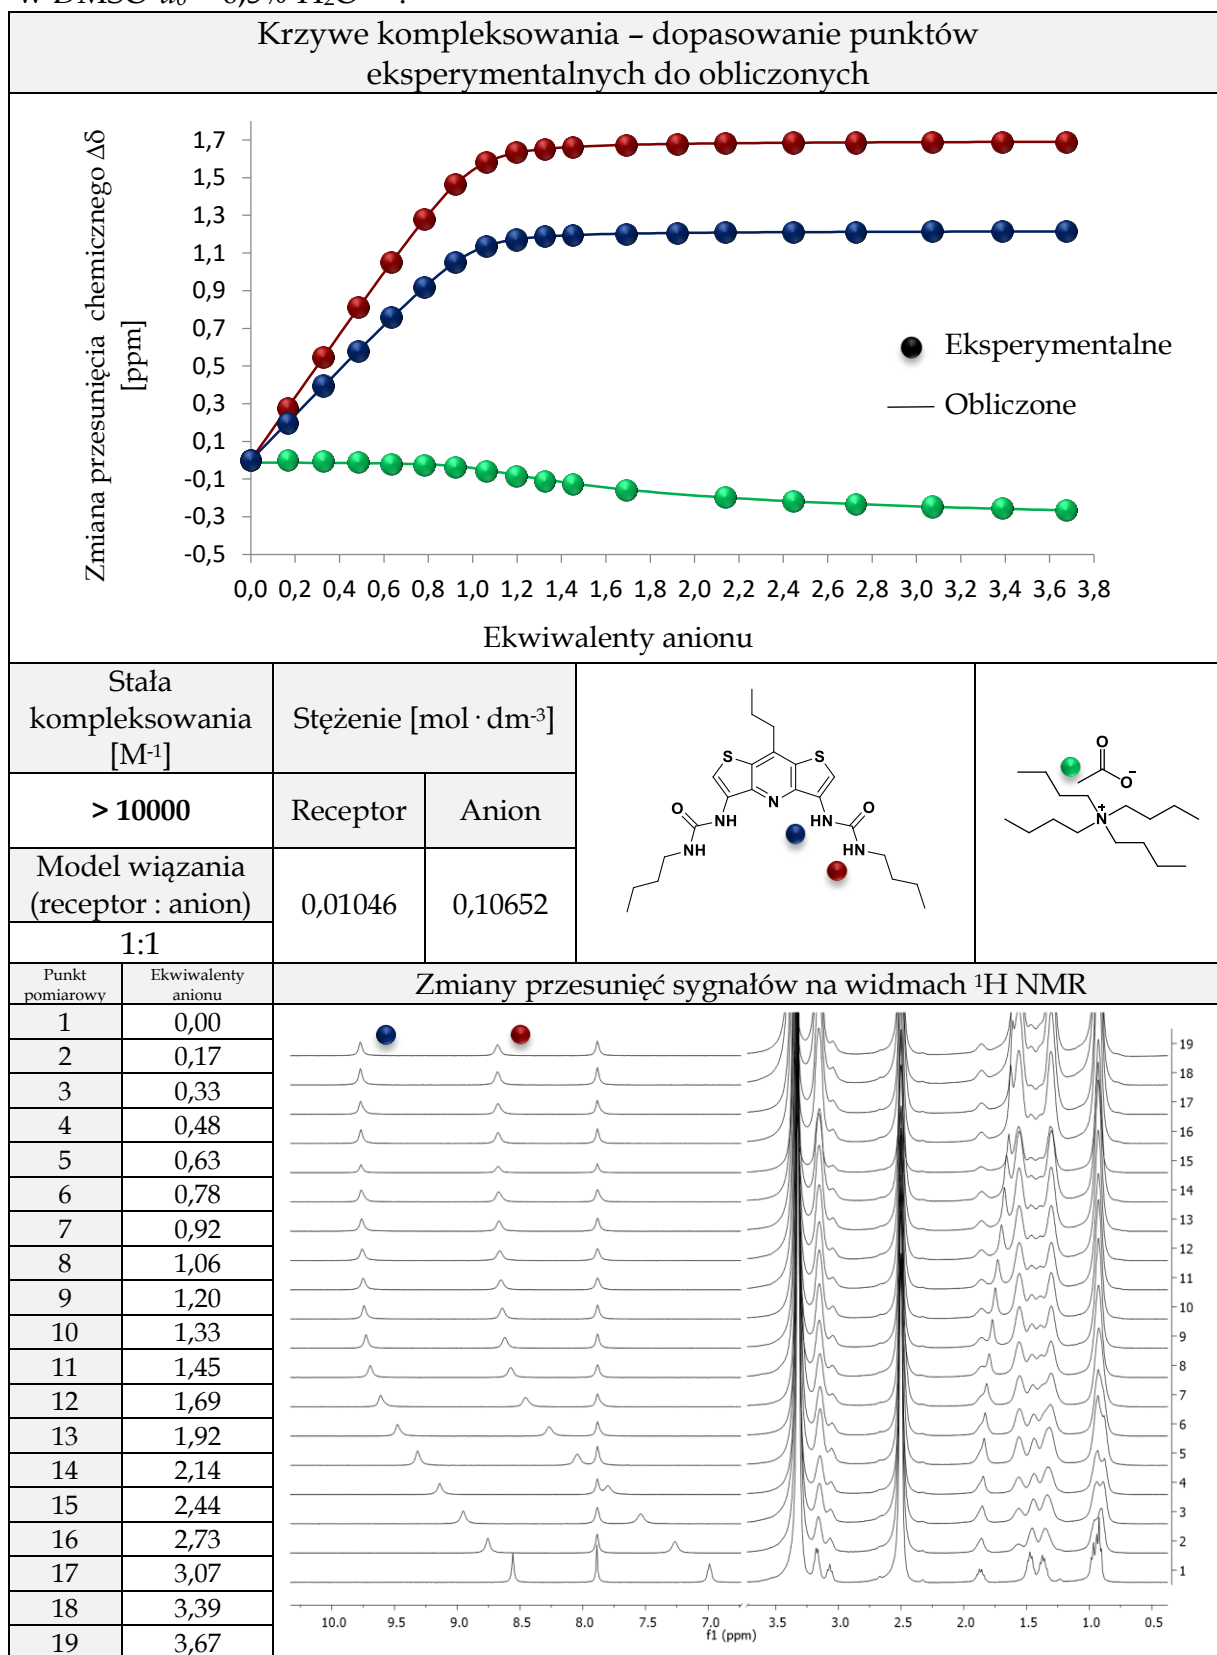 w DMSO-d₆ – 0,5% H₂O
Krzywe kompleksowania – dopasowanie punktów
eksperymentalnych do obliczonych
Zmiana przesunięcia chemicznego Δδ
[ppm]
1,7
1,5
1,3
1,1
0,9
0,7
0,5
0,3
0,1
-0,1
-0,3
-0,5
Eksperymentalne
Obliczone
0,0 0,2 0,4 0,6 0,8 1,0 1,2 1,4 1,6 1,8 2,0 2,2 2,4 2,6 2,8 3,0 3,2 3,4 3,6 3,8
Ekwiwalenty anionu
Stała
kompleksowania
[M⁻¹]
Stężenie [mol · dm⁻³]
> 10000
Receptor
Anion
Model wiązania
(receptor : anion)
0,01046
0,10652
1:1
S S
N
O NH HN O
NH HN
O
O⁻
N⁺
Punkt
pomiarowy
Ekwiwalenty
anionu
Zmiany przesunięć sygnałów na widmach ¹H NMR
1 0,00
2 0,17
3 0,33
4 0,48
5 0,63
6 0,78
7 0,92
8 1,06
9 1,20
10 1,33
11 1,45
12 1,69
13 1,92
14 2,14
15 2,44
16 2,73
17 3,07
18 3,39
19 3,67
19
18
17
16
15
14
13
12
11
10
9
8
7
6
5
4
3
2
1
10.0 9.5 9.0 8.5 8.0 7.5 7.0 3.5 3.0 2.5 2.0 1.5 1.0 0.5
f1 (ppm)